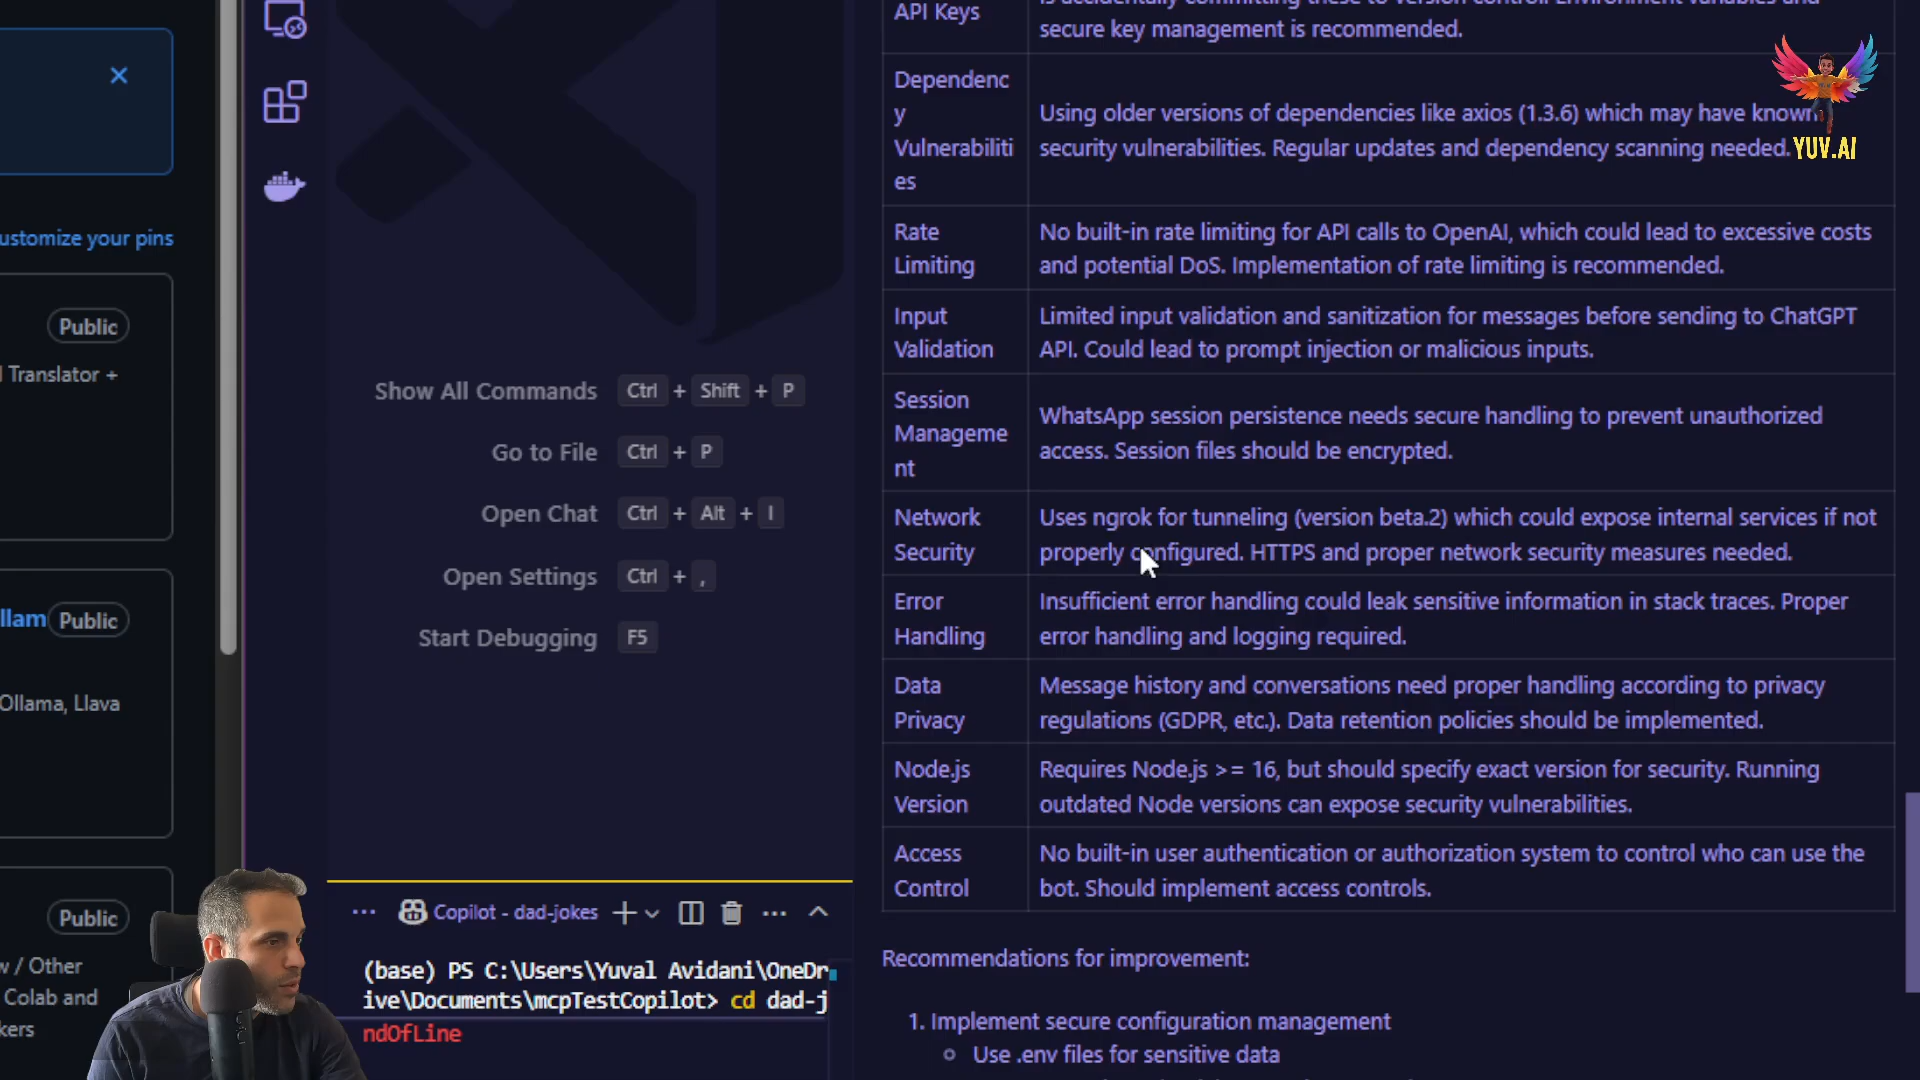 is accidentally committing these to version control. Environment variables and
API Keys
secure key management is recommended.
Dependenc
y
Vulnerabiliti
es
Using older versions of dependencies like axios (1.3.6) which may have known
security vulnerabilities. Regular updates and dependency scanning needed.
YUV.AI
Rate
Limiting
No built-in rate limiting for API calls to OpenAI, which could lead to excessive costs
and potential DoS. Implementation of rate limiting is recommended.
Input
Validation
Limited input validation and sanitization for messages before sending to ChatGPT
API. Could lead to prompt injection or malicious inputs.
Session
Manageme
nt
WhatsApp session persistence needs secure handling to prevent unauthorized
access. Session files should be encrypted.
Network
Security
Uses ngrok for tunneling (version beta.2) which could expose internal services if not
properly configured. HTTPS and proper network security measures needed.
Error
Handling
Insufficient error handling could leak sensitive information in stack traces. Proper
error handling and logging required.
Data
Privacy
Message history and conversations need proper handling according to privacy
regulations (GDPR, etc.). Data retention policies should be implemented.
Node.js
Version
Requires Node.js >= 16, but should specify exact version for security. Running
outdated Node versions can expose security vulnerabilities.
Access
Control
No built-in user authentication or authorization system to control who can use the
bot. Should implement access controls.
Recommendations for improvement:
1. Implement secure configuration management
Use .env files for sensitive data
ustomize your pins
Public
l Translator +
llam Public
Ollama, Llava
Public
w / Other
Colab and
kers
Show All Commands Ctrl + Shift + P
Go to File Ctrl + P
Open Chat Ctrl + Alt + I
Open Settings Ctrl + ,
Start Debugging F5
Copilot - dad-jokes
(base) PS C:\Users\Yuval Avidani\OneDr
ive\Documents\mcpTestCopilot> cd dad-j
ndOfLine